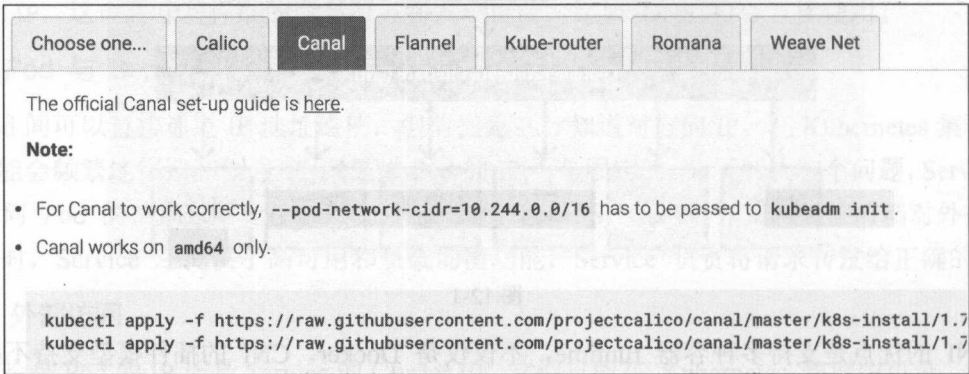 Choose one... Calico Canal Flannel Kube-router Romana Weave Net
The official Canal set-up guide is here.
Note:
• For Canal to work correctly, --pod-network-cidr=10.244.0.0/16 has to be passed to kubeadm init.
• Canal works on amd64 only.
kubectl apply -f https://raw.githubusercontent.com/projectcalico/canal/master/k8s-install/1.7
kubectl apply -f https://raw.githubusercontent.com/projectcalico/canal/master/k8s-install/1.7